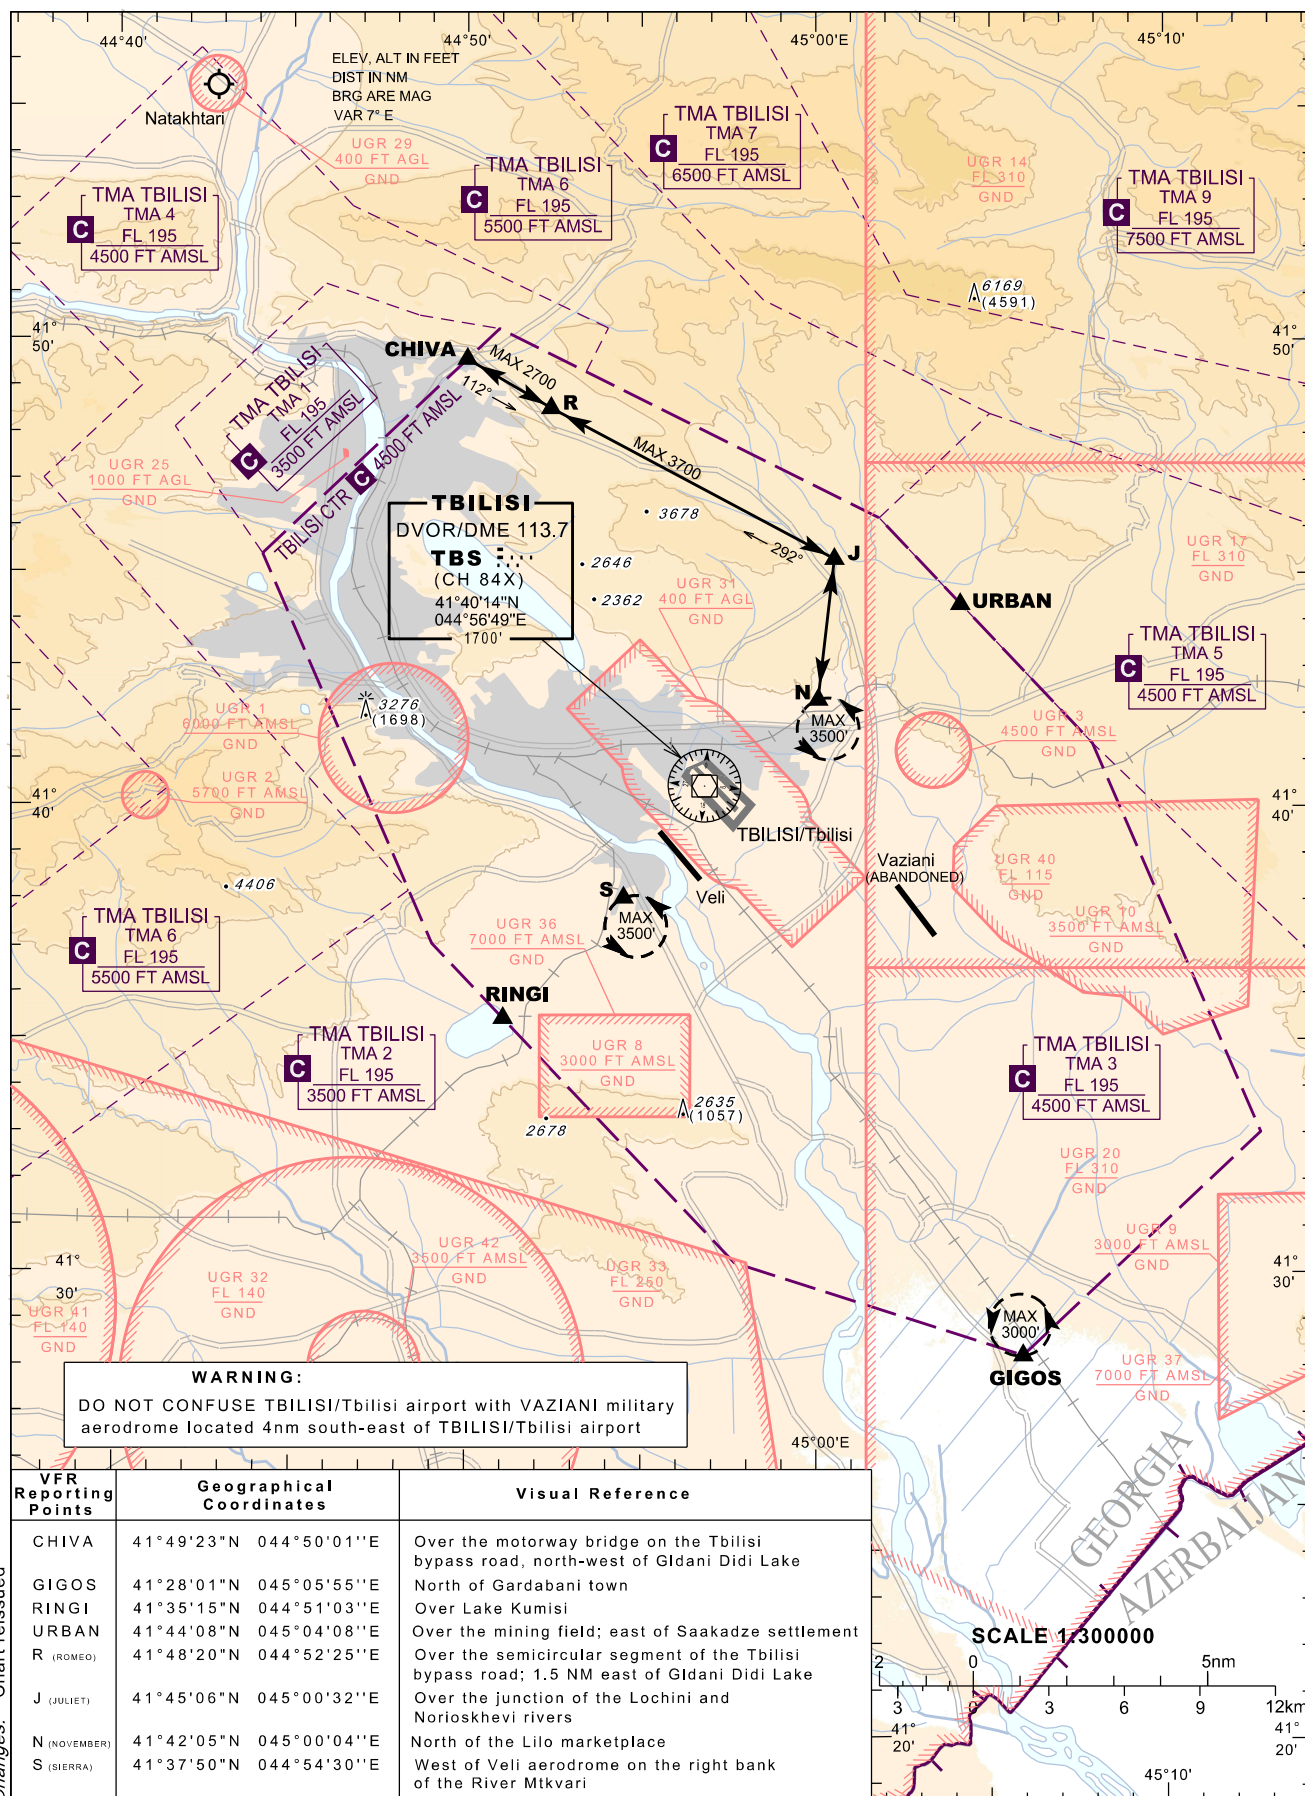 44°40'
44°50'
45°00'E
45°10'
ELEV, ALT IN FEET
DIST IN NM
BRG ARE MAG
VAR 7° E
Natakhtari
UGR 29
400 FT AGL
GND
TMA TBILISI
TMA 4
C
FL 195
4500 FT AMSL
TMA TBILISI
TMA 6
C
FL 195
5500 FT AMSL
TMA TBILISI
TMA 7
C
FL 195
6500 FT AMSL
UGR 14
FL 310
GND
TMA TBILISI
TMA 9
C
FL 195
7500 FT AMSL
6169
(4591)
41°
50'
41°
50'
CHIVA
MAX 2700
112°
R
MAX 3700
TMA TBILISI
TMA 1
FL 195
3500 FT AMSL
C
TBILISI CTR C 4500 FT AMSL
UGR 25
1000 FT AGL
GND
TBILISI
DVOR/DME 113.7
TBS
(CH 84X)
41°40'14"N
044°56'49"E
1700'
3678
2646
2362
292°
J
UGR 31
400 FT AGL
GND
URBAN
UGR 17
FL 310
GND
TMA TBILISI
TMA 5
C
FL 195
4500 FT AMSL
N
MAX
3500'
3276
(1698)
UGR 1
6000 FT AMSL
GND
UGR 2
5700 FT AMSL
GND
UGR 3
4500 FT AMSL
GND
41°
40'
41°
40'
TBILISI/Tbilisi
Vaziani
(ABANDONED)
UGR 40
FL 115
GND
UGR 10
3500 FT AMSL
GND
4406
S
MAX
3500'
Veli
TMA TBILISI
TMA 6
C
FL 195
5500 FT AMSL
UGR 36
7000 FT AMSL
GND
RINGI
TMA TBILISI
TMA 2
C
FL 195
3500 FT AMSL
UGR 8
3000 FT AMSL
GND
2635
(1057)
2678
TMA TBILISI
TMA 3
C
FL 195
4500 FT AMSL
UGR 20
FL 310
GND
UGR 9
3000 FT AMSL
GND
UGR 42
3500 FT AMSL
GND
UGR 32
FL 140
GND
UGR 33
FL 250
GND
41°
30'
41°
30'
UGR 41
FL 140
GND
MAX
3000'
GIGOS
UGR 37
7000 FT AMSL
GND
WARNING:
DO NOT CONFUSE TBILISI/Tbilisi airport with VAZIANI military
aerodrome located 4nm south-east of TBILISI/Tbilisi airport
45°00'E
GEORGIA
AZERBAIJAN
VFR Reporting Points Geographical Coordinates Visual Reference
CHIVA 41°49'23"N 044°50'01''E Over the motorway bridge on the Tbilisi
bypass road, north-west of Gldani Didi Lake
GIGOS 41°28'01"N 045°05'55''E North of Gardabani town
RINGI 41°35'15"N 044°51'03''E Over Lake Kumisi
URBAN 41°44'08"N 045°04'08''E Over the mining field; east of Saakadze settlement
R (ROMEO) 41°48'20"N 044°52'25''E Over the semicircular segment of the Tbilisi
bypass road; 1.5 NM east of Gldani Didi Lake
J (JULIET) 41°45'06"N 045°00'32''E Over the junction of the Lochini and
Norioskhevi rivers
N (NOVEMBER) 41°42'05"N 045°00'04''E North of the Lilo marketplace
S (SIERRA) 41°37'50"N 044°54'30''E West of Veli aerodrome on the right bank
of the River Mtkvari
SCALE 1:300000
2 0 5nm
3 0 3 6 9 12km
41°
20'
41°
20'
45°10'